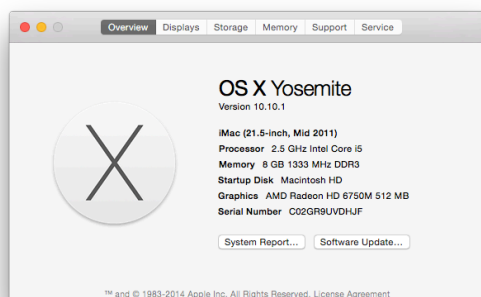 Overview Displays Storage Memory Support Service
OS X Yosemite
Version 10.10.1
iMac (21.5-inch, Mid 2011)
Processor 2.5 GHz Intel Core i5
Memory 8 GB 1333 MHz DDR3
Startup Disk Macintosh HD
Graphics AMD Radeon HD 6750M 512 MB
Serial Number C02GR9UVDHJF
System Report... Software Update...
™ and © 1983-2014 Apple Inc. All Rights Reserved. License Agreement